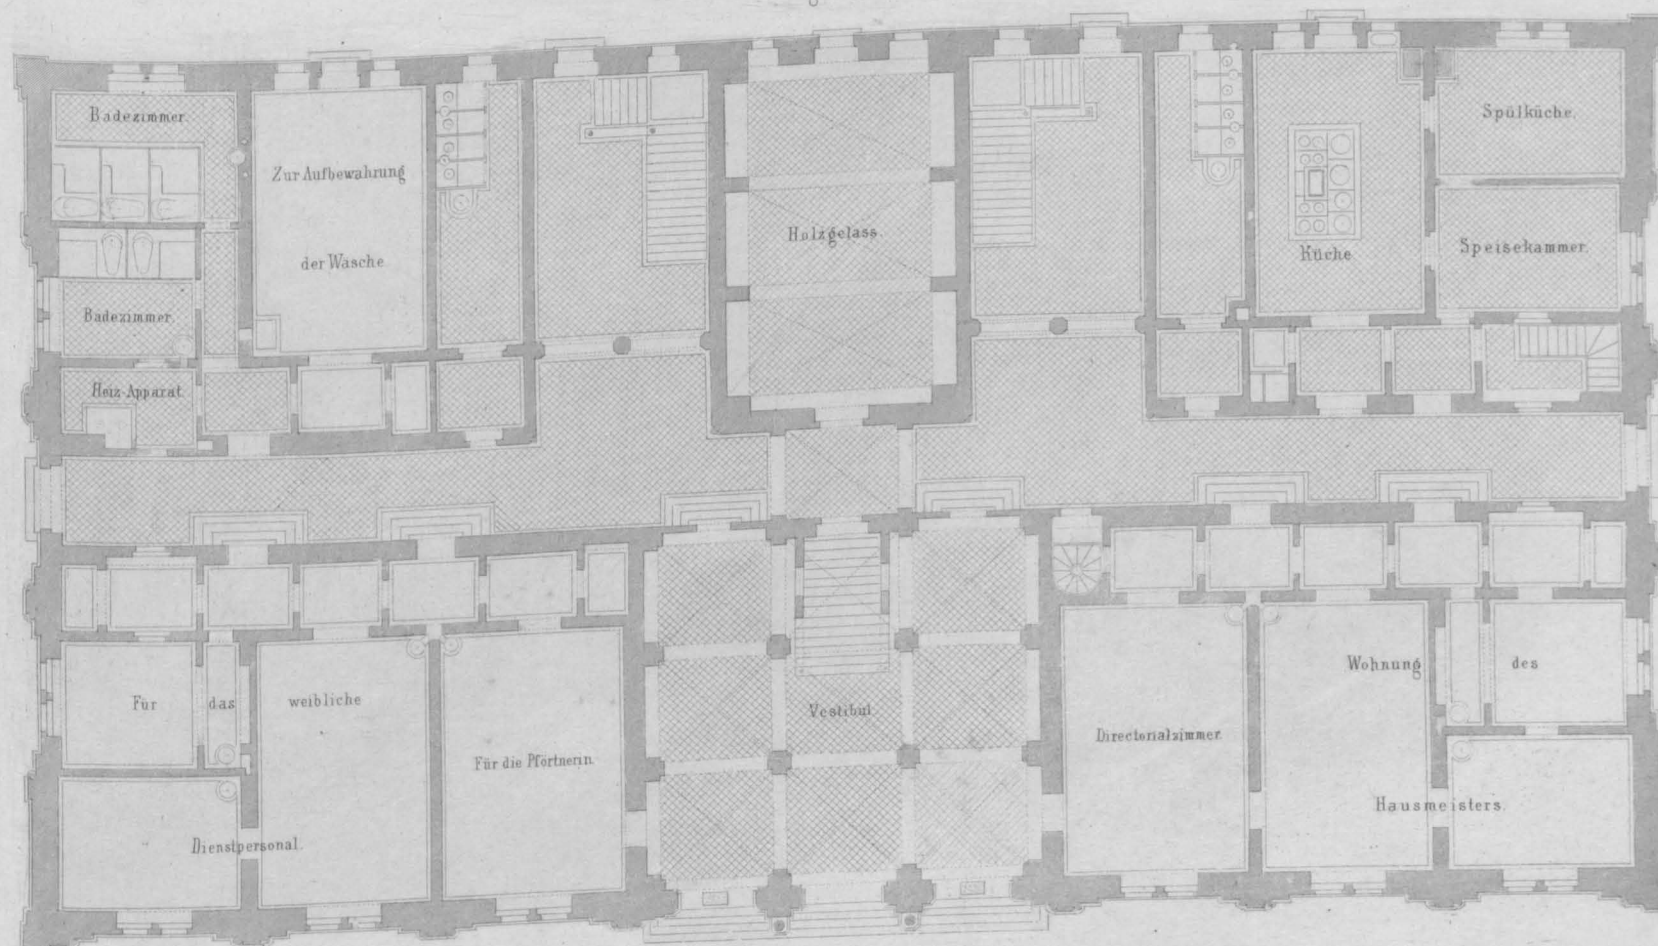 Badezimmer.
Zur Aufbewahrung
der Wäsche
Holzgelass.
Küche
Spülküche.
Speisekammer.
Badezimmer.
Heiz-Apparat.
Für das weibliche
Dienstpersonal.
Für die Pförtnerin.
Vestibul.
Directorialzimmer.
Wohnung des
Hausmeisters.